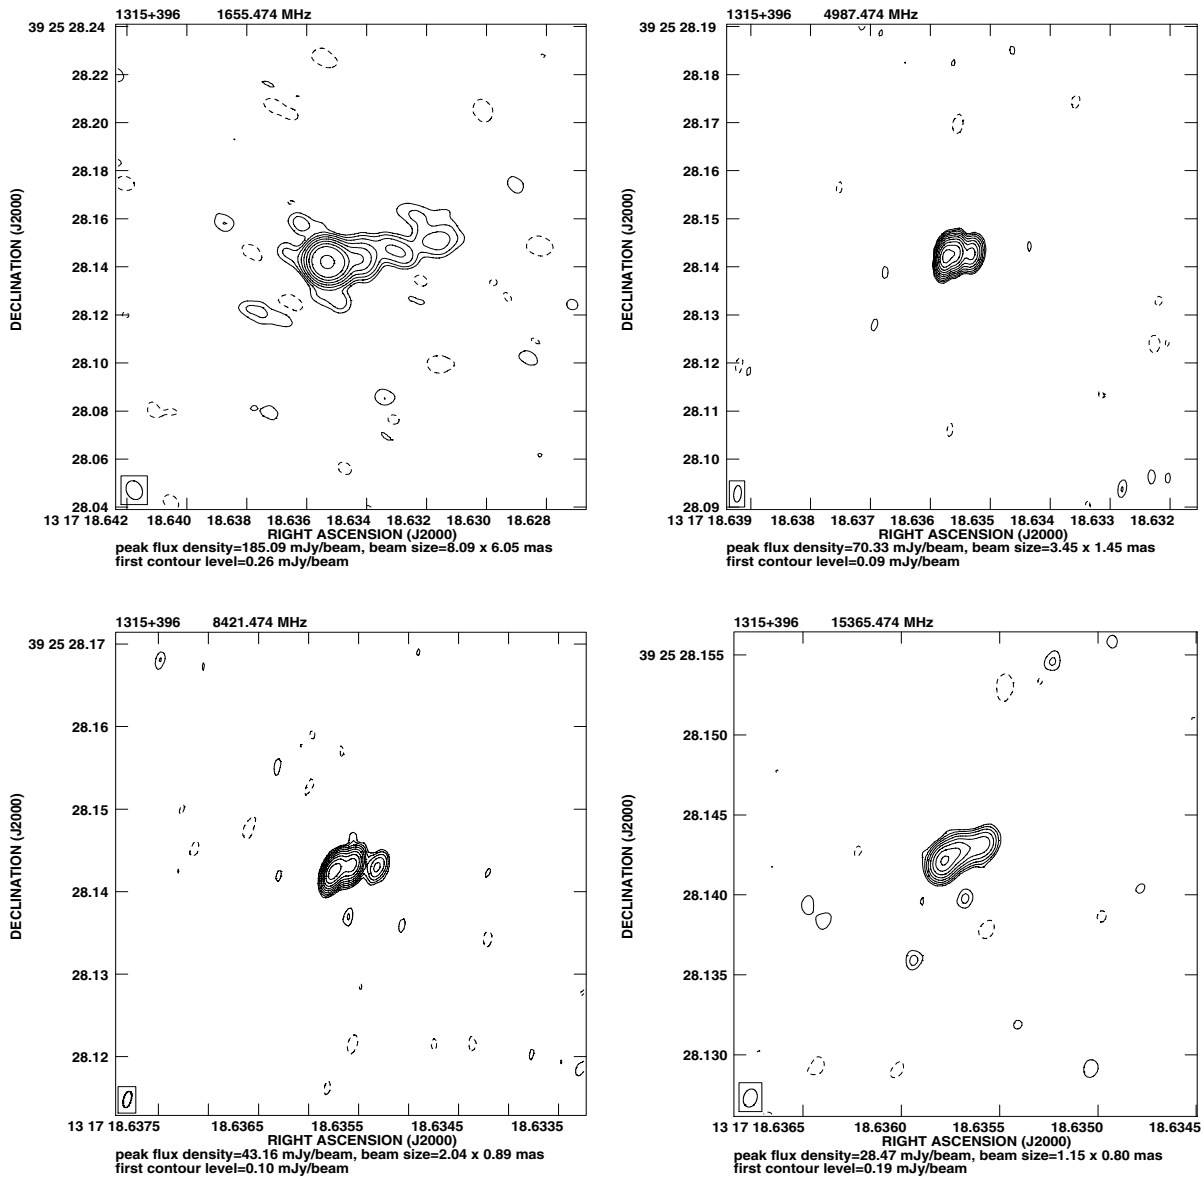 1315+396 1655.474 MHz
39 25 28.24
28.22
28.20
28.18
28.16
28.14
28.12
28.10
28.08
28.06
28.04
DECLINATION (J2000)
13 17 18.642 18.640 18.638 18.636 18.634 18.632 18.630 18.628
RIGHT ASCENSION (J2000)
peak flux density=185.09 mJy/beam, beam size=8.09 x 6.05 mas
first contour level=0.26 mJy/beam
1315+396 4987.474 MHz
39 25 28.19
28.18
28.17
28.16
28.15
28.14
28.13
28.12
28.11
28.10
28.09
DECLINATION (J2000)
13 17 18.639 18.638 18.637 18.636 18.635 18.634 18.633 18.632
RIGHT ASCENSION (J2000)
peak flux density=70.33 mJy/beam, beam size=3.45 x 1.45 mas
first contour level=0.09 mJy/beam
1315+396 8421.474 MHz
39 25 28.17
28.16
28.15
28.14
28.13
28.12
DECLINATION (J2000)
13 17 18.6375 18.6365 18.6355 18.6345 18.6335
RIGHT ASCENSION (J2000)
peak flux density=43.16 mJy/beam, beam size=2.04 x 0.89 mas
first contour level=0.10 mJy/beam
1315+396 15365.474 MHz
39 25 28.155
28.150
28.145
28.140
28.135
28.130
DECLINATION (J2000)
13 17 18.6365 18.6360 18.6355 18.6350 18.6345
RIGHT ASCENSION (J2000)
peak flux density=28.47 mJy/beam, beam size=1.15 x 0.80 mas
first contour level=0.19 mJy/beam